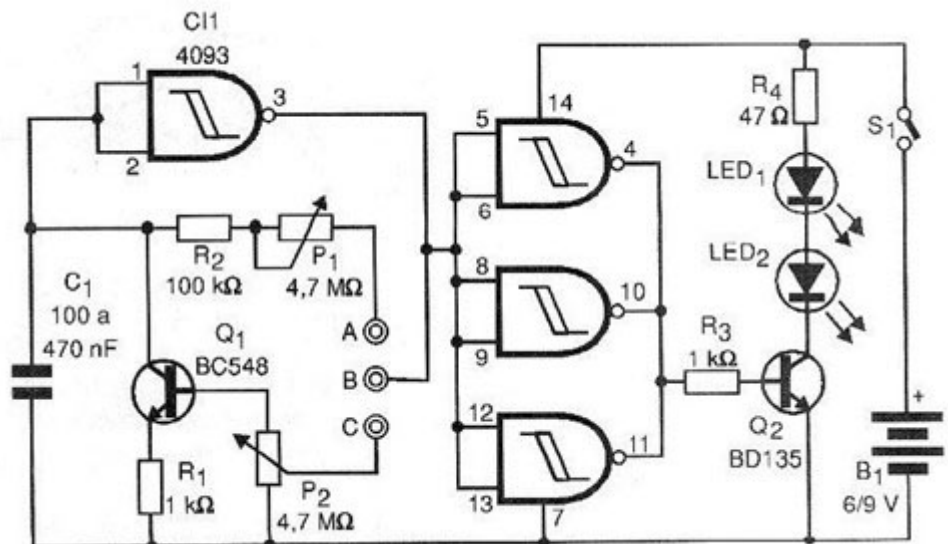 CI1
4093
1
2
3
14
5
6
4
8
9
10
12
13
11
7
R4
47 Ω
S1
LED1
LED2
R2
100 kΩ
P1
4,7 MΩ
C1
100 a
470 nF
Q1
BC548
A
B
C
R1
1 kΩ
P2
4,7 MΩ
R3
1 kΩ
Q2
BD135
+
B1
6/9 V